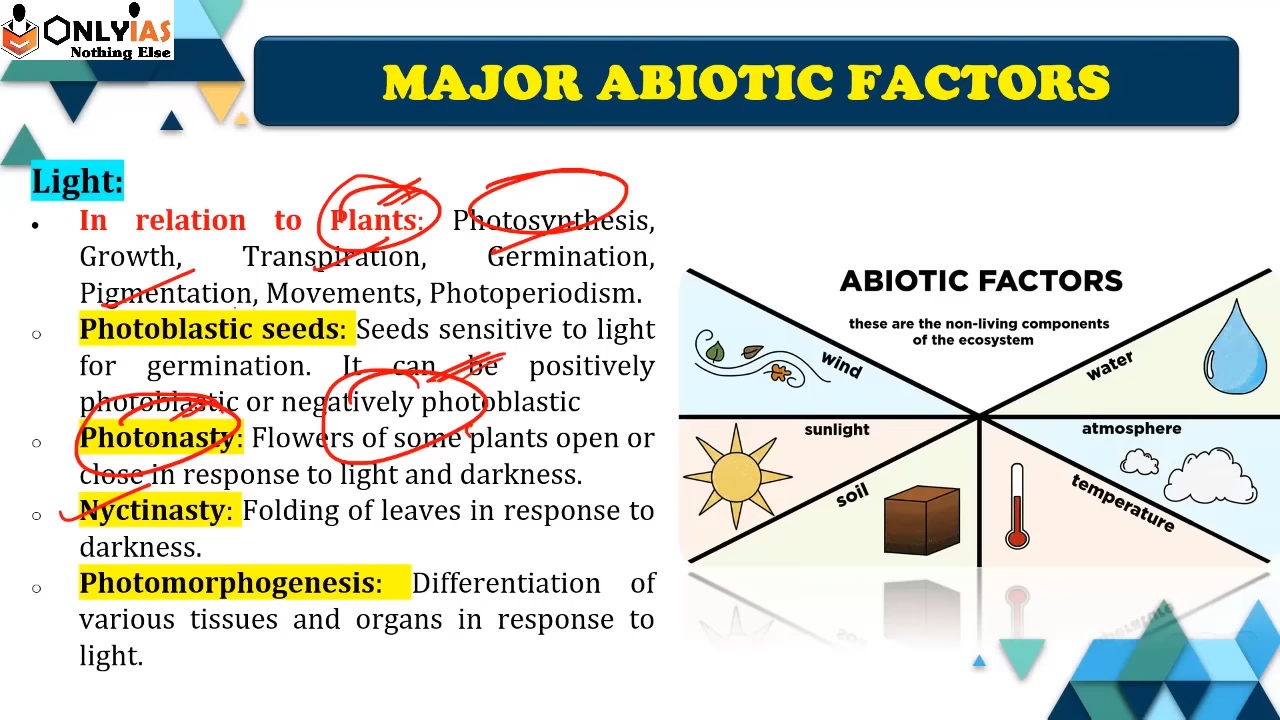 ONLYIAS
Nothing Else
MAJOR ABIOTIC FACTORS
Light:
• In relation to Plants: Photosynthesis,
Growth, Transpiration, Germination,
Pigmentation, Movements, Photoperiodism.
o Photoblastic seeds: Seeds sensitive to light
for germination. It can be positively
photoblastic or negatively photoblastic
o Photonasty: Flowers of some plants open or
close in response to light and darkness.
o Nyctinasty: Folding of leaves in response to
darkness.
o Photomorphogenesis: Differentiation of
various tissues and organs in response to
light.
ABIOTIC FACTORS
these are the non-living components
of the ecosystem
wind
water
sunlight
atmosphere
soil
temperature